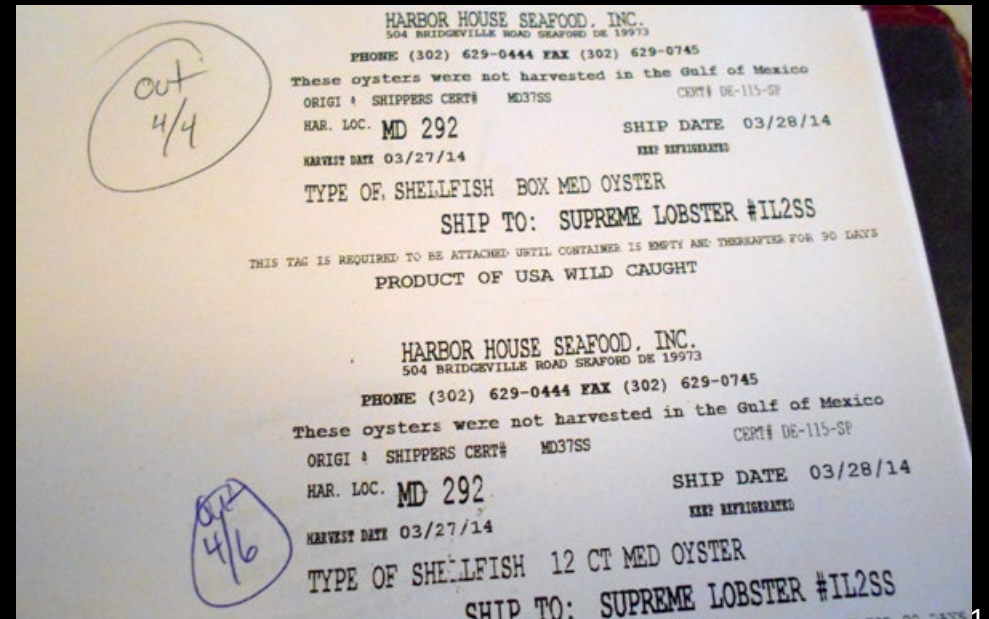 HARBOR HOUSE SEAFOOD, INC.
504 BRIDGEVILLE ROAD SEAFORD DE 19973
PHONE (302) 629-0444 FAX (302) 629-0745
These oysters were not harvested in the Gulf of Mexico
ORIGI & SHIPPERS CERT# MD37SS CERT# DE-115-SP
HAR. LOC. MD 292 SHIP DATE 03/28/14
HARVEST DATE 03/27/14 KEEP REFRIGERATED
TYPE OF SHELLFISH BOX MED OYSTER
SHIP TO: SUPREME LOBSTER #IL2SS
THIS TAG IS REQUIRED TO BE ATTACHED UNTIL CONTAINER IS EMPTY AND THEREAFTER FOR 90 DAYS
PRODUCT OF USA WILD CAUGHT
out
4/4
HARBOR HOUSE SEAFOOD, INC.
504 BRIDGEVILLE ROAD SEAFORD DE 19973
PHONE (302) 629-0444 FAX (302) 629-0745
These oysters were not harvested in the Gulf of Mexico
ORIGI & SHIPPERS CERT# MD37SS CERT# DE-115-SP
HAR. LOC. MD 292 SHIP DATE 03/28/14
HARVEST DATE 03/27/14 KEEP REFRIGERATED
TYPE OF SHELLFISH 12 CT MED OYSTER
SHIP TO: SUPREME LOBSTER #IL2SS
out
4/6
1